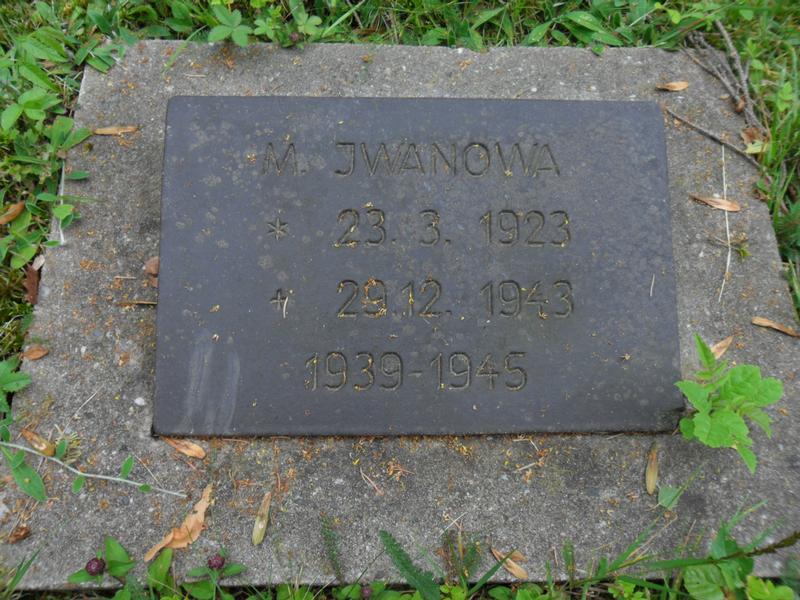 M. JWANOWA
* 23. 3. 1923
+ 29.12. 1943
1939-1945